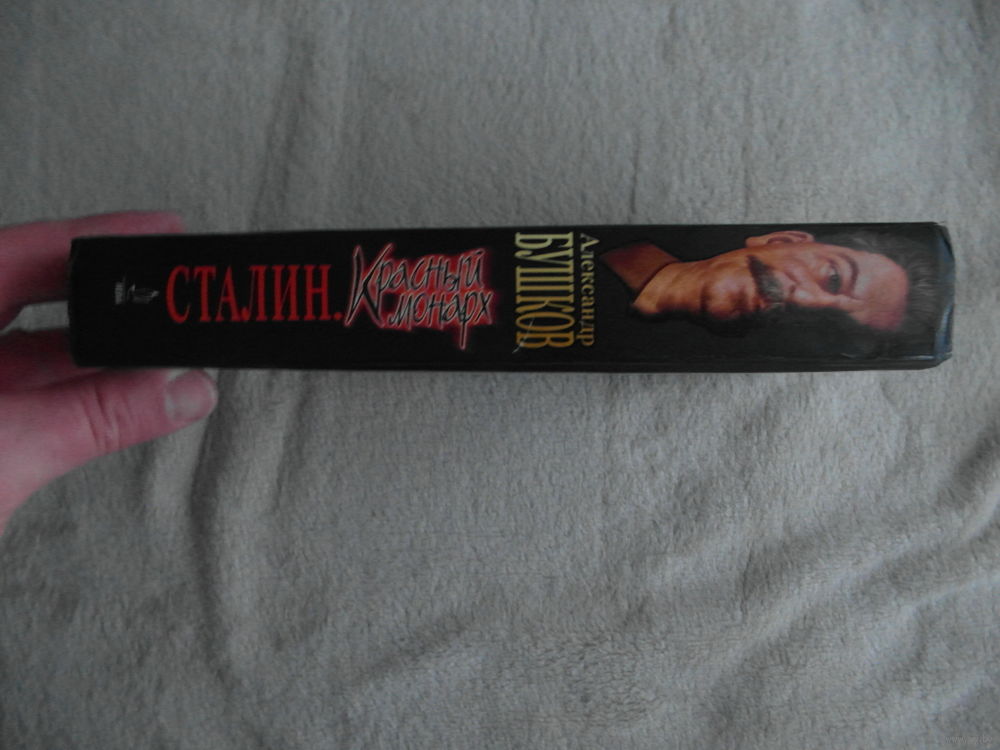 Александр
БУШКОВ
СТАЛИН.
Красный
монарх